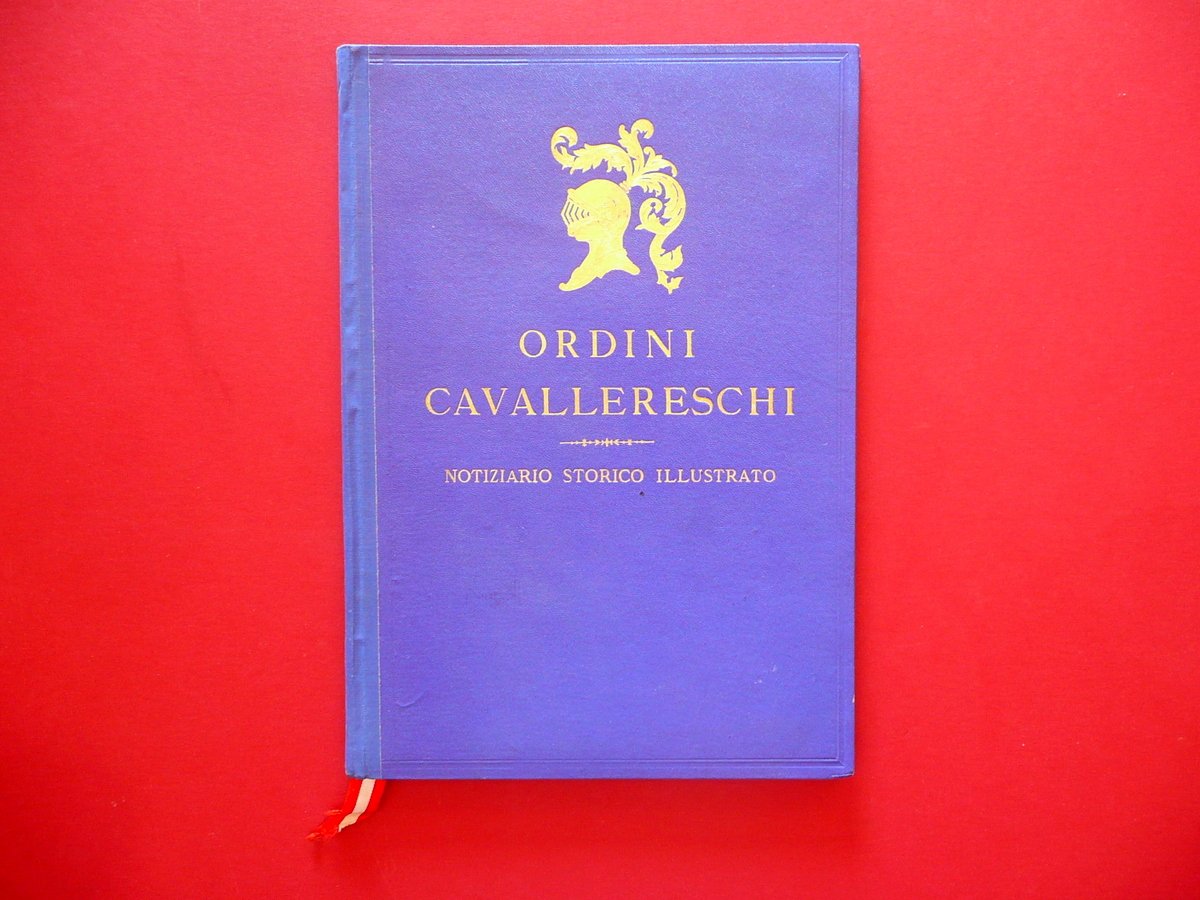 ORDINI
CAVALLERESCHI
NOTIZIARIO STORICO ILLUSTRATO